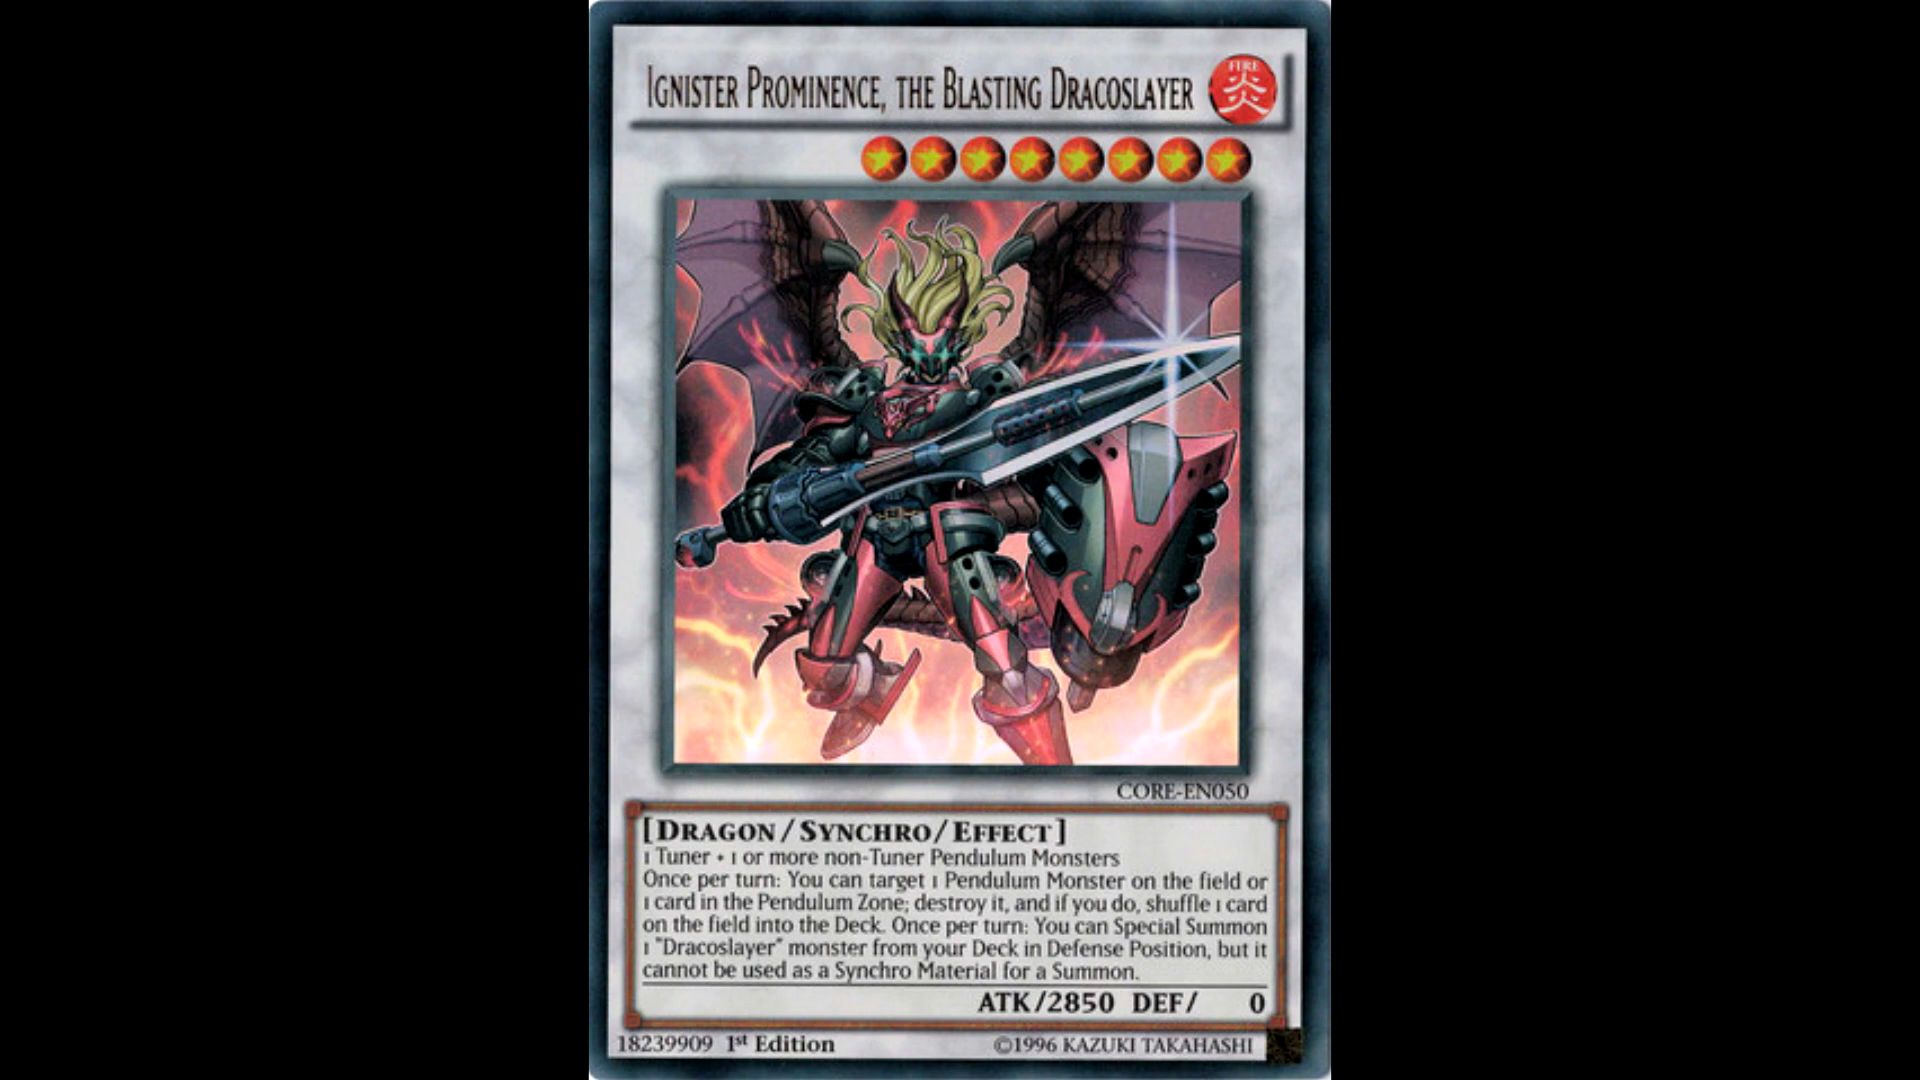 IGNISTER PROMINENCE, THE BLASTING DRACOSLAYER
FIRE
炎
CORE-EN050
[DRAGON/SYNCHRO/EFFECT]
1 Tuner + 1 or more non-Tuner Pendulum Monsters
Once per turn: You can target 1 Pendulum Monster on the field or
1 card in the Pendulum Zone; destroy it, and if you do, shuffle 1 card
on the field into the Deck. Once per turn: You can Special Summon
1 "Dracoslayer" monster from your Deck in Defense Position, but it
cannot be used as a Synchro Material for a Summon.
ATK/2850 DEF/ 0
18239909 1st Edition ©1996 KAZUKI TAKAHASHI